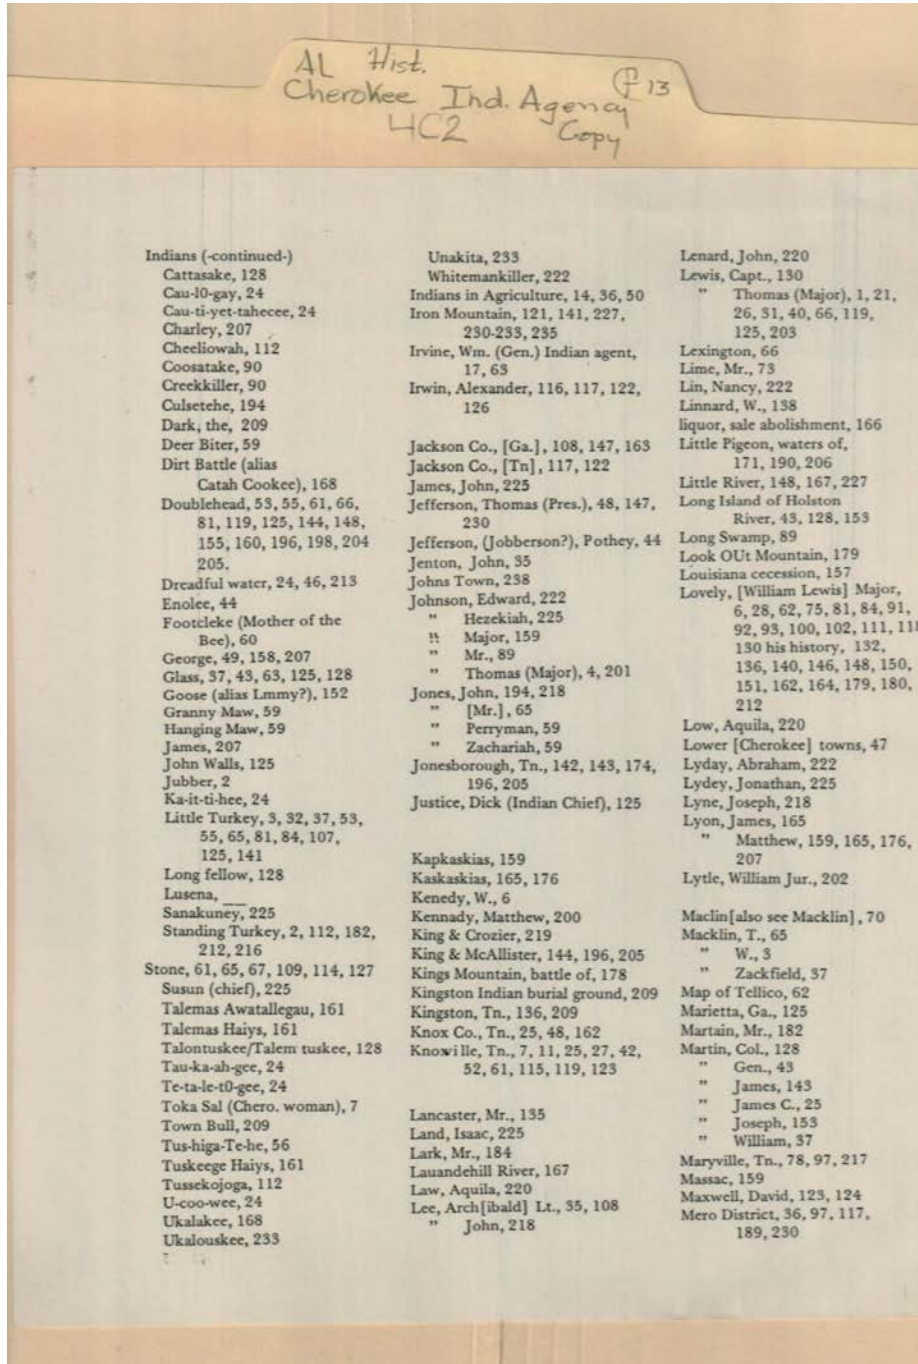 AL Hist.
Cherokee Ind. Agency
F13
4C2 Copy
Indians (-continued-)
Cattasake, 128
Cau-l0-gay, 24
Cau-ti-yet-tahecee, 24
Charley, 207
Cheeliowah, 112
Coosatake, 90
Creekkiller, 90
Culsetehe, 194
Dark, the, 209
Deer Biter, 59
Dirt Battle (alias
Catah Cookee), 168
Doublehead, 53, 55, 61, 66,
81, 119, 125, 144, 148,
155, 160, 196, 198, 204
205.
Dreadful water, 24, 46, 213
Enolee, 44
Footcleke (Mother of the
Bee), 60
George, 49, 158, 207
Glass, 37, 43, 63, 125, 128
Goose (alias Lmmy?), 152
Granny Maw, 59
Hanging Maw, 59
James, 207
John Walls, 125
Jubber, 2
Ka-it-ti-hee, 24
Little Turkey, 3, 32, 37, 53,
55, 65, 81, 84, 107,
125, 141
Long fellow, 128
Lusena, __
Sanakuney, 225
Standing Turkey, 2, 112, 182,
212, 216
Stone, 61, 65, 67, 109, 114, 127
Susun (chief), 225
Talemas Awatallegau, 161
Talemas Haiys, 161
Talontuskee/Talem tuskee, 128
Tau-ka-ah-gee, 24
Te-ta-le-t0-gee, 24
Toka Sal (Chero. woman), 7
Town Bull, 209
Tus-higa-Te-he, 56
Tuskeege Haiys, 161
Tussekojoga, 112
U-coo-wee, 24
Ukalakee, 168
Ukalouskee, 233
Unakita, 233
Whitemankiller, 222
Indians in Agriculture, 14, 36, 50
Iron Mountain, 121, 141, 227,
230-233, 235
Irvine, Wm. (Gen.) Indian agent,
17, 63
Irwin, Alexander, 116, 117, 122,
126
Jackson Co., [Ga.], 108, 147, 163
Jackson Co., [Tn], 117, 122
James, John, 225
Jefferson, Thomas (Pres.), 48, 147,
230
Jefferson, (Jobberson?), Pothey, 44
Jenton, John, 35
Johns Town, 238
Johnson, Edward, 222
" Hezekiah, 225
" Major, 159
" Mr., 89
" Thomas (Major), 4, 201
Jones, John, 194, 218
" [Mr.], 65
" Perryman, 59
" Zachariah, 59
Jonesborough, Tn., 142, 143, 174,
196, 205
Justice, Dick (Indian Chief), 125
Kapkaskias, 159
Kaskaskias, 165, 176
Kenedy, W., 6
Kennady, Matthew, 200
King & Crozier, 219
King & McAllister, 144, 196, 205
Kings Mountain, battle of, 178
Kingston Indian burial ground, 209
Kingston, Tn., 136, 209
Knox Co., Tn., 25, 48, 162
Knoxville, Tn., 7, 11, 25, 27, 42,
52, 61, 115, 119, 123
Lancaster, Mr., 135
Land, Isaac, 225
Lark, Mr., 184
Lauandehill River, 167
Law, Aquila, 220
Lee, Arch[ibald] Lt., 35, 108
" John, 218
Lenard, John, 220
Lewis, Capt., 130
" Thomas (Major), 1, 21,
26, 31, 40, 66, 119,
125, 203
Lexington, 66
Lime, Mr., 73
Lin, Nancy, 222
Linnard, W., 138
liquor, sale abolishment, 166
Little Pigeon, waters of,
171, 190, 206
Little River, 148, 167, 227
Long Island of Holston
River, 43, 128, 153
Long Swamp, 89
Look OUt Mountain, 179
Louisiana cecession, 157
Lovely, [William Lewis] Major,
6, 28, 62, 75, 81, 84, 91,
92, 93, 100, 102, 111, 118
130 his history, 132,
136, 140, 146, 148, 150,
151, 162, 164, 179, 180,
212
Low, Aquila, 220
Lower [Cherokee] towns, 47
Lyday, Abraham, 222
Lydey, Jonathan, 225
Lyne, Joseph, 218
Lyon, James, 165
" Matthew, 159, 165, 176,
207
Lytle, William Jur., 202
Maclin[also see Macklin], 70
Macklin, T., 65
" W., 3
" Zackfield, 37
Map of Tellico, 62
Marietta, Ga., 125
Martain, Mr., 182
Martin, Col., 128
" Gen., 43
" James, 143
" James C., 25
" Joseph, 153
" William, 37
Maryville, Tn., 78, 97, 217
Massac, 159
Maxwell, David, 123, 124
Mero District, 36, 97, 117,
189, 230